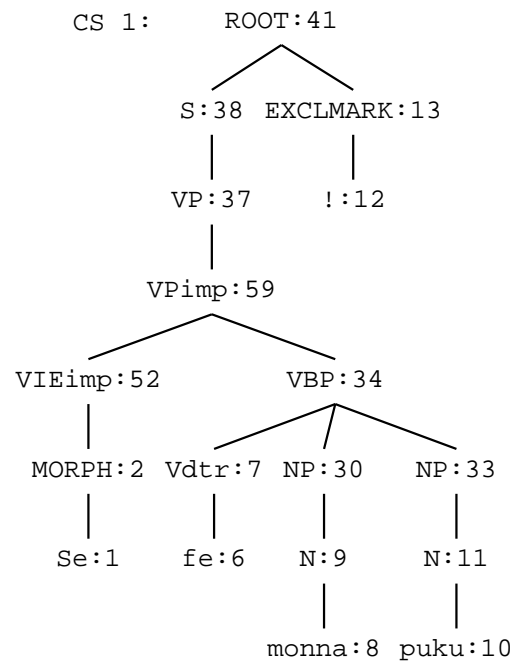 CS 1: ROOT:41
S:38 EXCLMARK:13
VP:37 !:12
VPimp:59
VIEimp:52 VBP:34
MORPH:2 Vdtr:7 NP:30 NP:33
Se:1 fe:6 N:9 N:11
monna:8 puku:10